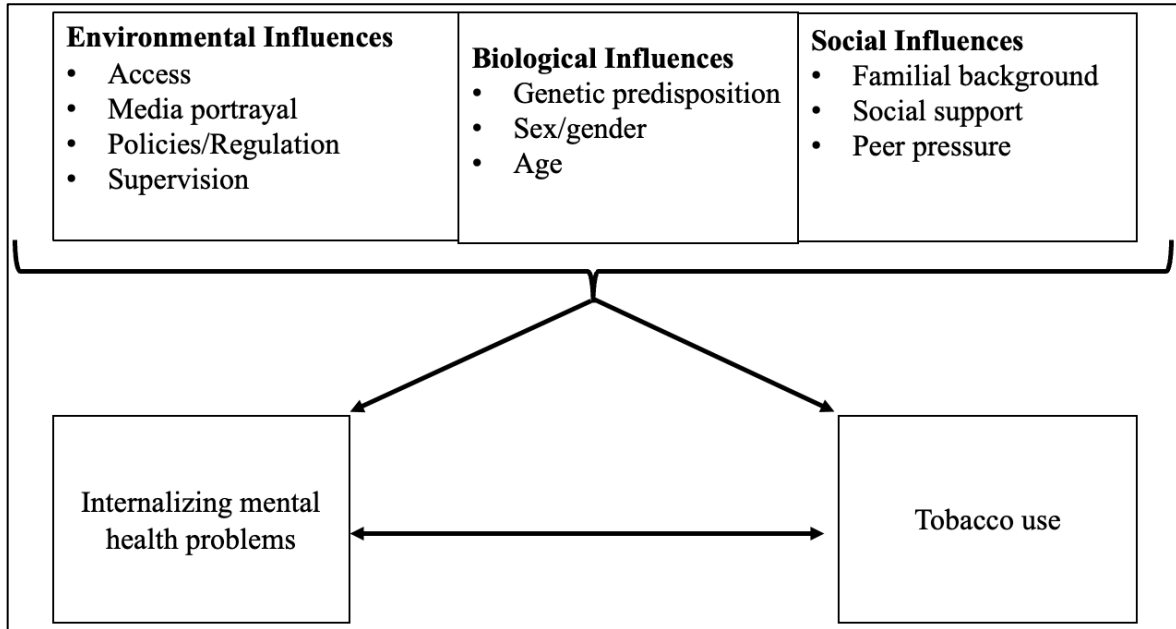 Environmental Influences
• Access
• Media portrayal
• Policies/Regulation
• Supervision
Biological Influences
• Genetic predisposition
• Sex/gender
• Age
Social Influences
• Familial background
• Social support
• Peer pressure
Internalizing mental
health problems
Tobacco use